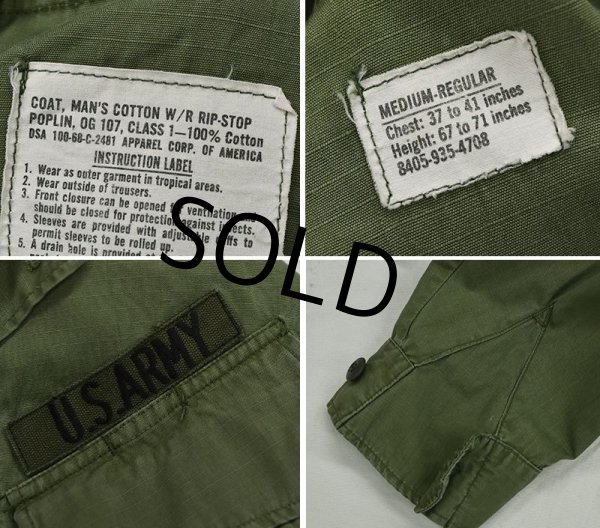 COAT, MAN'S COTTON W/R RIP-STOP
POPLIN, OG 107, CLASS 1—100% Cotton
DSA 100-68-C-2481 APPAREL CORP. OF AMERICA
INSTRUCTION LABEL
1. Wear as outer garment in tropical areas.
2. Wear outside of trousers.
3. Front closure can be opened for ventilation
should be closed for protection against insects.
4. Sleeves are provided with adjustable cuffs to
permit sleeves to be rolled up.
5. A drain hole is provided
MEDIUM-REGULAR
Chest: 37 to 41 inches
Height: 67 to 71 inches
8405-935-4708
SOLD
U.S.ARMY